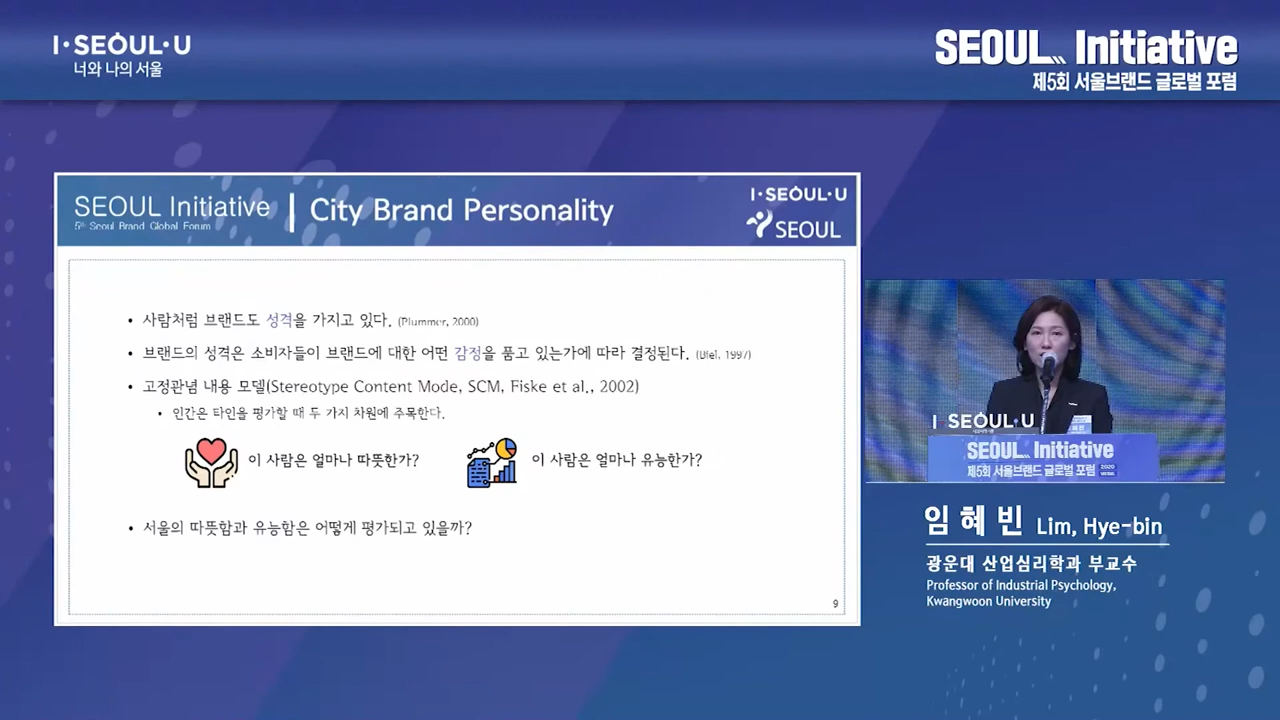 I·SEOUL·U
너와 나의 서울
SEOUL Initiative
제5회 서울브랜드 글로벌 포럼
SEOUL Initiative
5th Seoul Brand Global Forum
City Brand Personality
I·SEOUL·U
SEOUL
• 사람처럼 브랜드도 성격을 가지고 있다. (Plummer, 2000)
• 브랜드의 성격은 소비자들이 브랜드에 대한 어떤 감정을 품고 있는가에 따라 결정된다. (Biel, 1997)
• 고정관념 내용 모델(Stereotype Content Mode, SCM, Fiske et al., 2002)
• 인간은 타인을 평가할 때 두 가지 차원에 주목한다.
이 사람은 얼마나 따뜻한가?
이 사람은 얼마나 유능한가?
• 서울의 따뜻함과 유능함은 어떻게 평가되고 있을까?
9
I·SEOUL·U
SEOUL Initiative
제5회 서울브랜드 글로벌 포럼 2020
임혜빈 Lim, Hye-bin
광운대 산업심리학과 부교수
Professor of Industrial Psychology,
Kwangwoon University